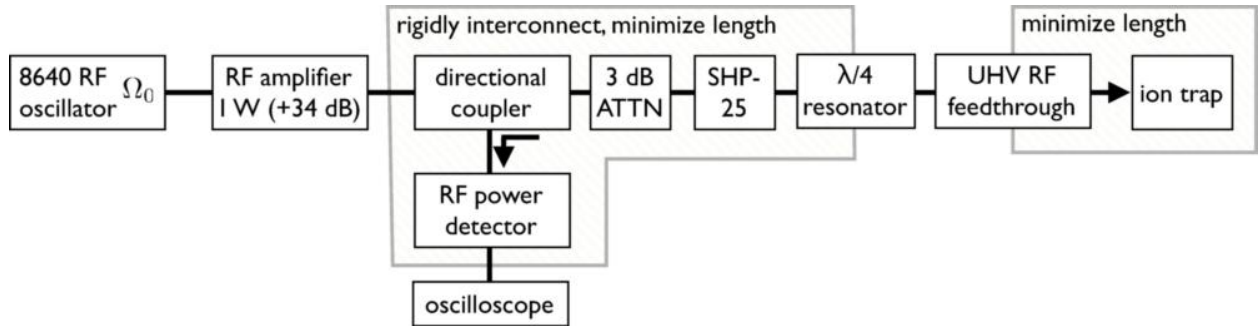 rigidly interconnect, minimize length
minimize length
8640 RF
oscillator Ω₀
RF amplifier
1 W (+34 dB)
directional
coupler
3 dB
ATTN
SHP-
25
λ/4
resonator
UHV RF
feedthrough
ion trap
RF power
detector
oscilloscope